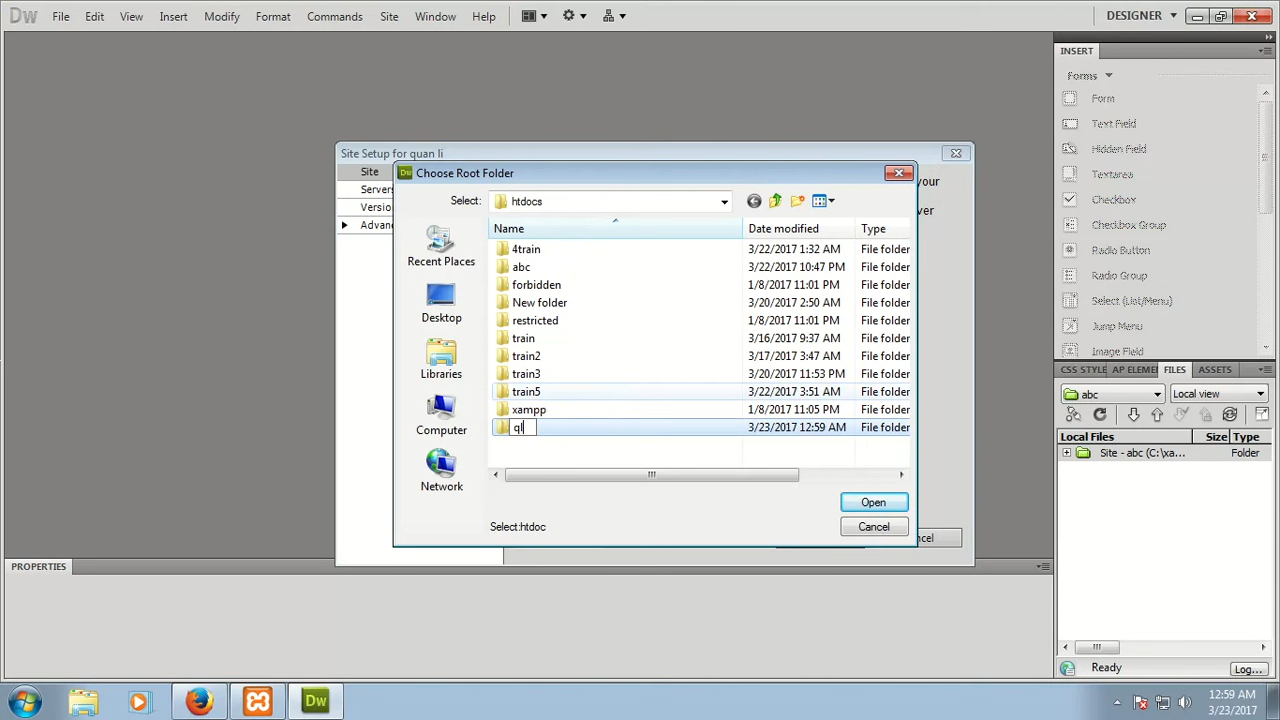 Dw File Edit View Insert Modify Format Commands Site Window Help DESIGNER
INSERT
Forms
Form
Text Field
Hidden Field
Textarea
Checkbox
Checkbox Group
Radio Button
Radio Group
Select (List/Menu)
Jump Menu
Image Field
CSS STYLE AP ELEMEN FILES ASSETS
abc Local view
Local Files Size Type
Site - abc (C:\xa... Folder
Ready Log...
Site Setup for quan li
Site
Servers
Versio
Advan
your
ver
Dw Choose Root Folder
Select: htdocs
Name Date modified Type
4train 3/22/2017 1:32 AM File folder
abc 3/22/2017 10:47 PM File folder
forbidden 1/8/2017 11:01 PM File folder
New folder 3/20/2017 2:50 AM File folder
restricted 1/8/2017 11:01 PM File folder
train 3/16/2017 9:37 AM File folder
train2 3/17/2017 3:47 AM File folder
train3 3/20/2017 11:53 PM File folder
train5 3/22/2017 3:51 AM File folder
xampp 1/8/2017 11:05 PM File folder
ql 3/23/2017 12:59 AM File folder
Recent Places
Desktop
Libraries
Computer
Network
Open
Select:htdoc
Cancel
ncel
PROPERTIES
Dw
12:59 AM
3/23/2017